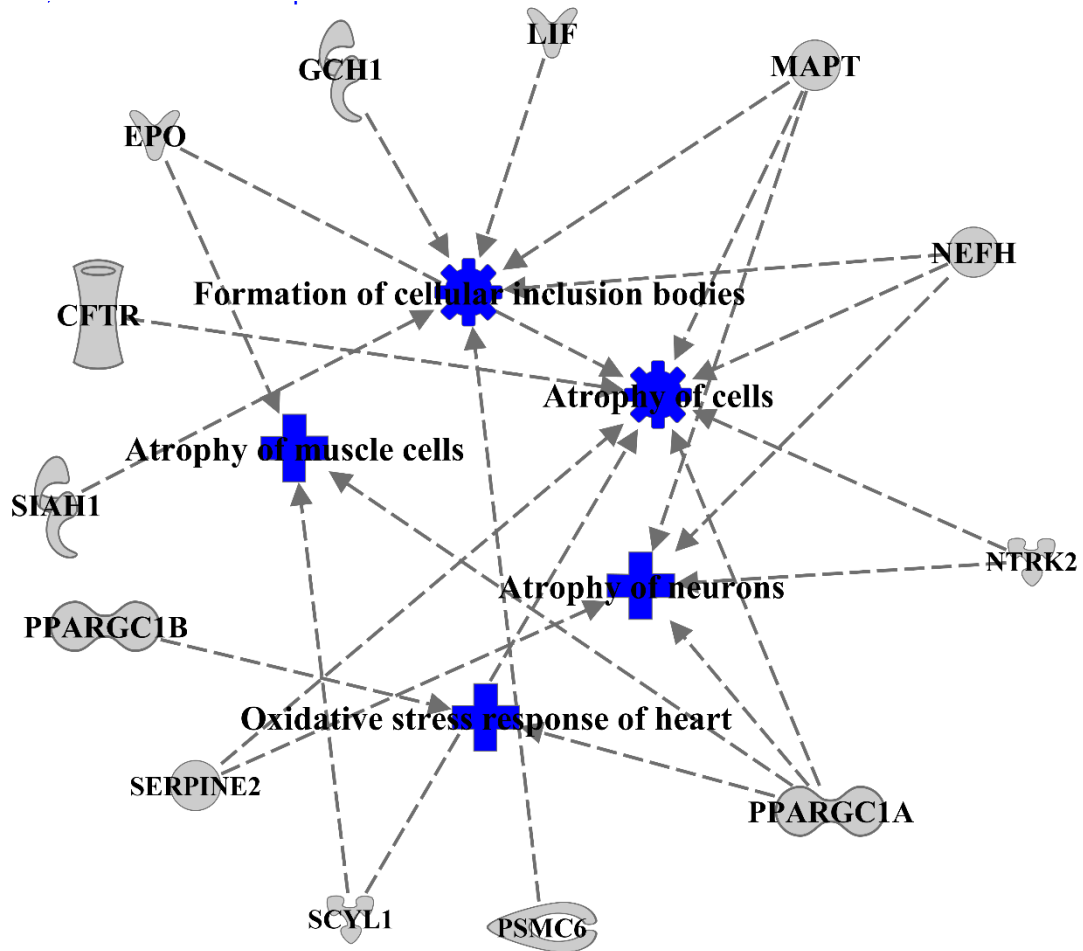 LIF
GCH1
MAPT
EPO
NEFH
Formation of cellular inclusion bodies
CFTR
Atrophy of cells
Atrophy of muscle cells
SIAH1
NTRK2
Atrophy of neurons
PPARGC1B
Oxidative stress response of heart
SERPINE2
PPARGC1A
SCYL1
PSMC6